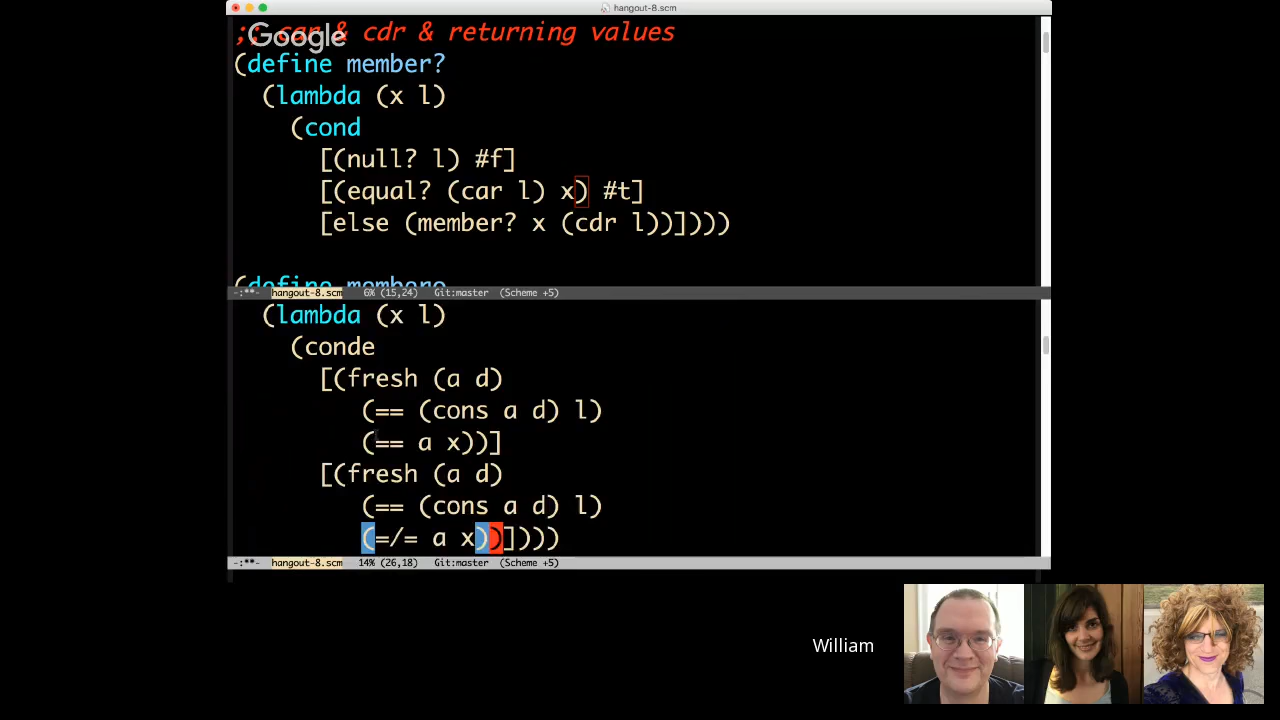 hangout-8.scm
;; car & cdr & returning values
Google
(define member?
(lambda (x l)
(cond
[(null? l) #f]
[(equal? (car l) x) #t]
[else (member? x (cdr l))])))
(define membero
-:**- hangout-8.scm 6% (15,24) Git:master (Scheme +5)
(lambda (x l)
(conde
[(fresh (a d)
(== (cons a d) l)
(== a x))]
[(fresh (a d)
(== (cons a d) l)
(=/= a x))])))
-:**- hangout-8.scm 14% (26,18) Git:master (Scheme +5)
William